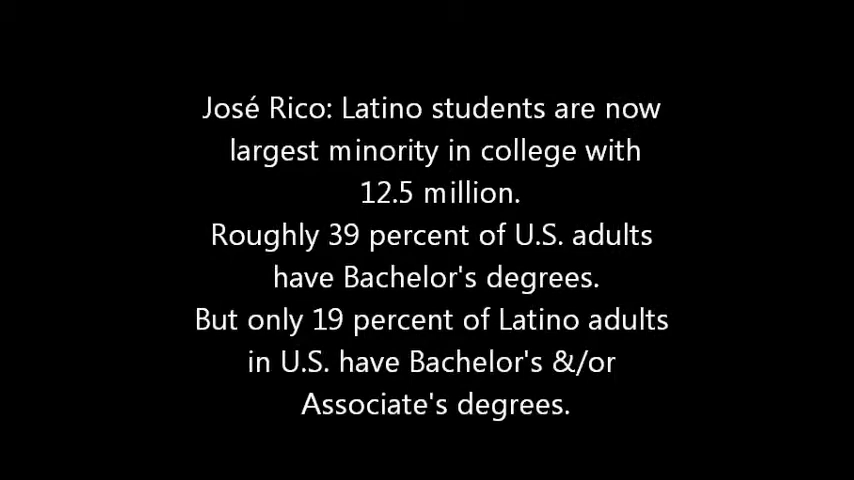 José Rico: Latino students are now
largest minority in college with
12.5 million.
Roughly 39 percent of U.S. adults
have Bachelor's degrees.
But only 19 percent of Latino adults
in U.S. have Bachelor's &/or
Associate's degrees.